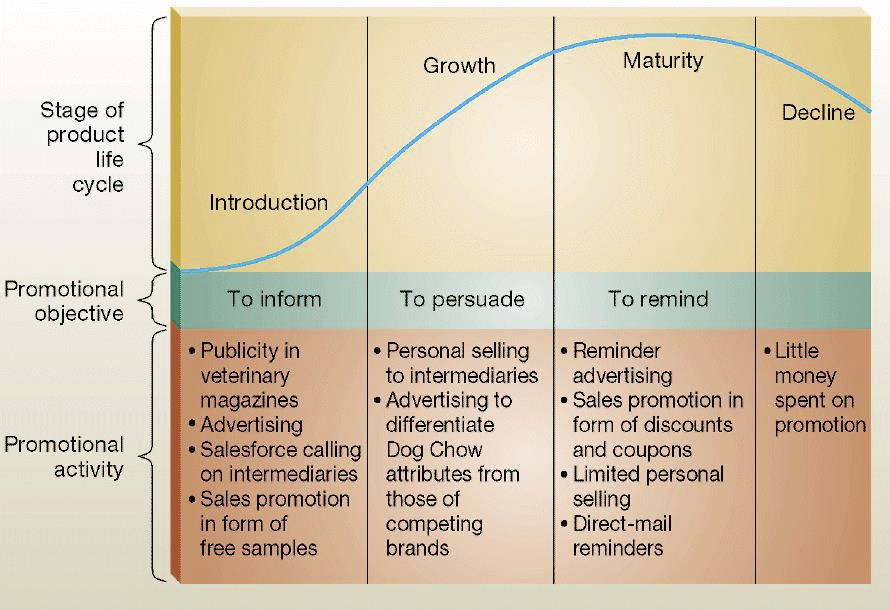 Stage of
product
life
cycle
Introduction
Growth
Maturity
Decline
Promotional
objective
To inform
To persuade
To remind
Promotional
activity
• Publicity in
veterinary
magazines
• Advertising
• Salesforce calling
on intermediaries
• Sales promotion
in form of
free samples
• Personal selling
to intermediaries
• Advertising to
differentiate
Dog Chow
attributes from
those of
competing
brands
• Reminder
advertising
• Sales promotion in
form of discounts
and coupons
• Limited personal
selling
• Direct-mail
reminders
• Little
money
spent on
promotion